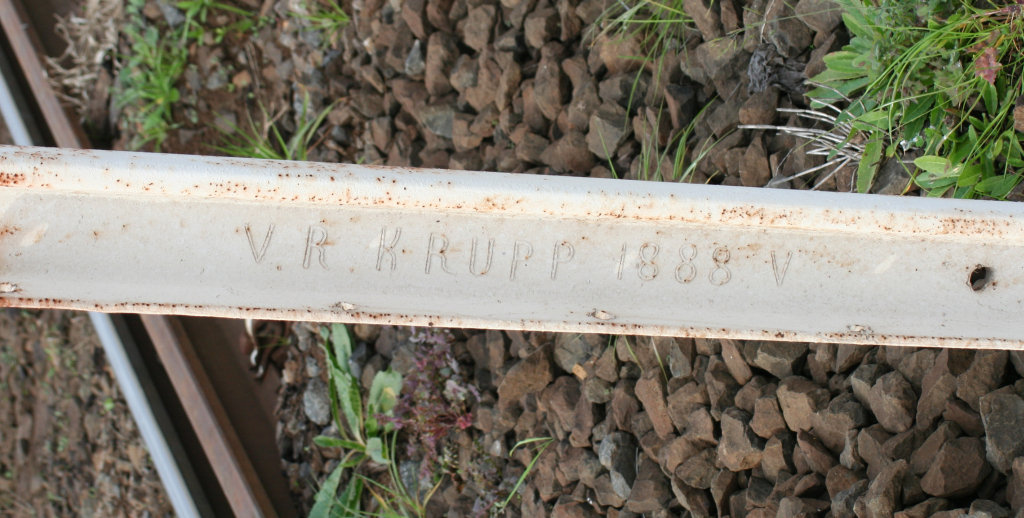 V R KRUPP 1888 V